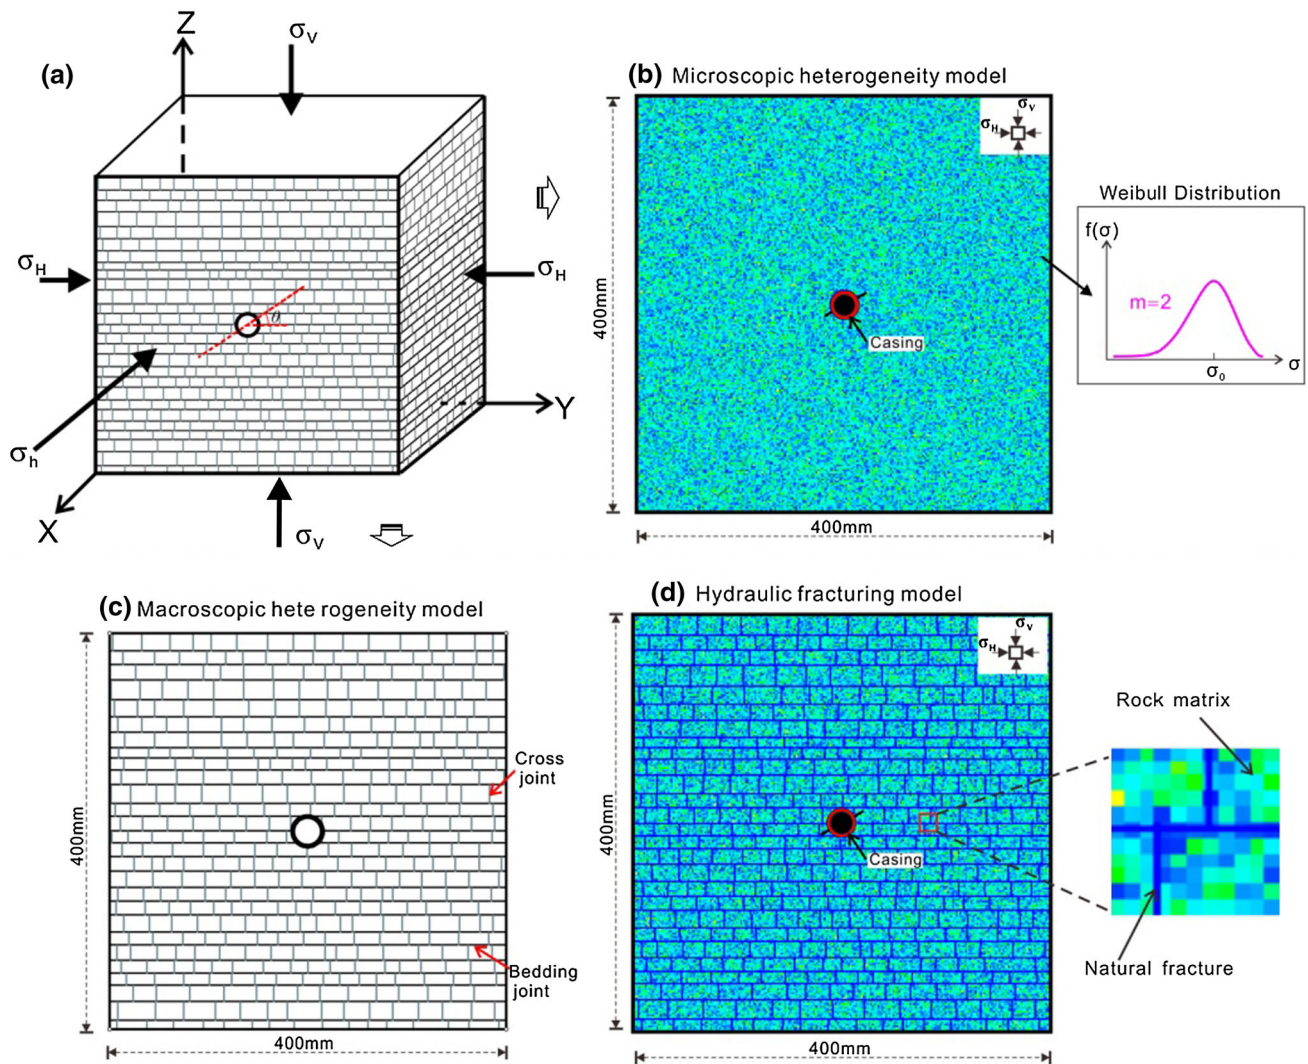 (a)
Z
σV
σH
σH
θ
σh
Y
X
σV
(b) Microscopic heterogeneity model
σV
σH
400mm
Casing
400mm
Weibull Distribution
f(σ)
m=2
σ0
σ
(c) Macroscopic hete rogeneity model
400mm
Cross
joint
Bedding
joint
400mm
(d) Hydraulic fracturing model
σV
σH
400mm
Casing
400mm
Rock matrix
Natural fracture